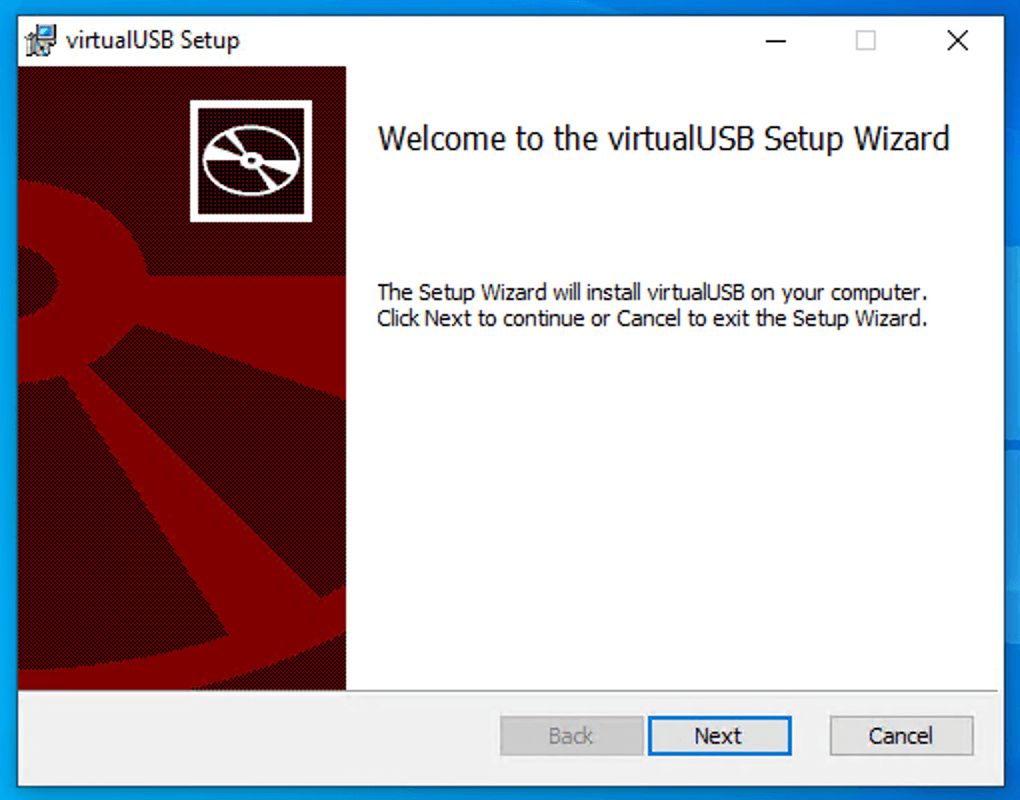 virtualUSB Setup
Welcome to the virtualUSB Setup Wizard
The Setup Wizard will install virtualUSB on your computer.
Click Next to continue or Cancel to exit the Setup Wizard.
Back
Next
Cancel